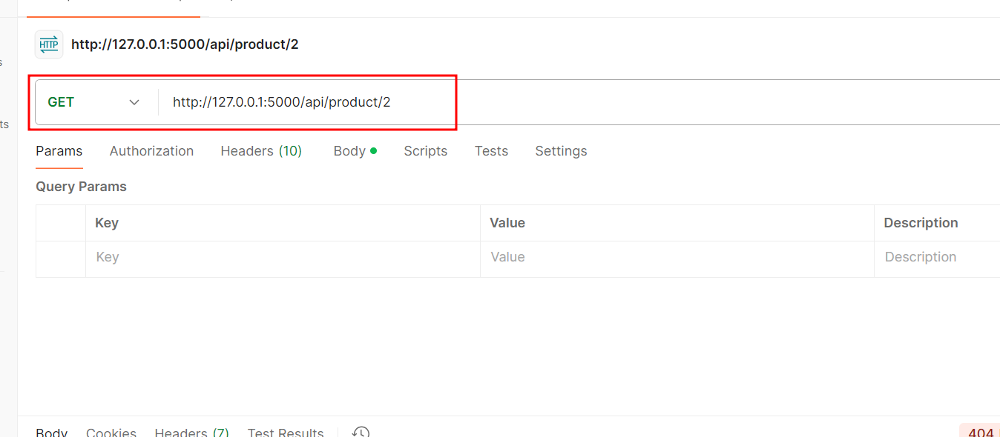 http://127.0.0.1:5000/api/product/2
GET http://127.0.0.1:5000/api/product/2
ts
Params Authorization Headers (10) Body Scripts Tests Settings
Query Params
Key Value Description
Key Value Description
Body Cookies Headers (7) Test Results 404